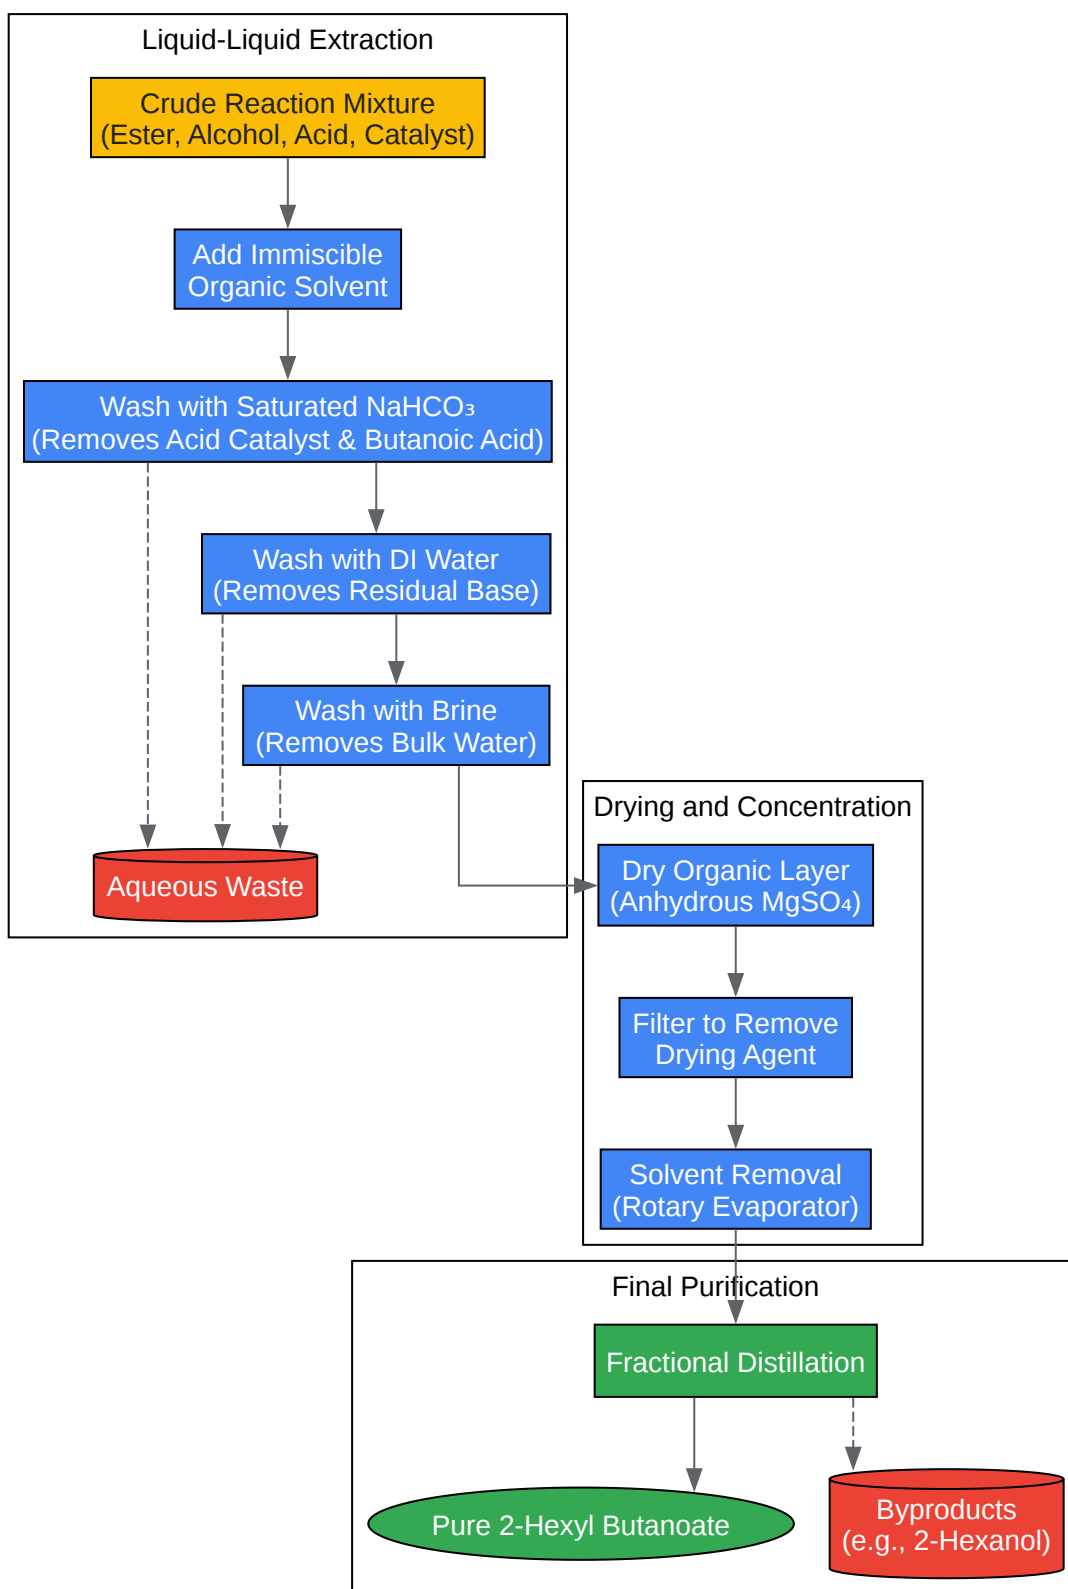 Liquid-Liquid Extraction
Crude Reaction Mixture
(Ester, Alcohol, Acid, Catalyst)
Add Immiscible
Organic Solvent
Wash with Saturated NaHCO₃
(Removes Acid Catalyst & Butanoic Acid)
Wash with DI Water
(Removes Residual Base)
Wash with Brine
(Removes Bulk Water)
Aqueous Waste
Drying and Concentration
Dry Organic Layer
(Anhydrous MgSO₄)
Filter to Remove
Drying Agent
Solvent Removal
(Rotary Evaporator)
Final Purification
Fractional Distillation
Pure 2-Hexyl Butanoate
Byproducts
(e.g., 2-Hexanol)